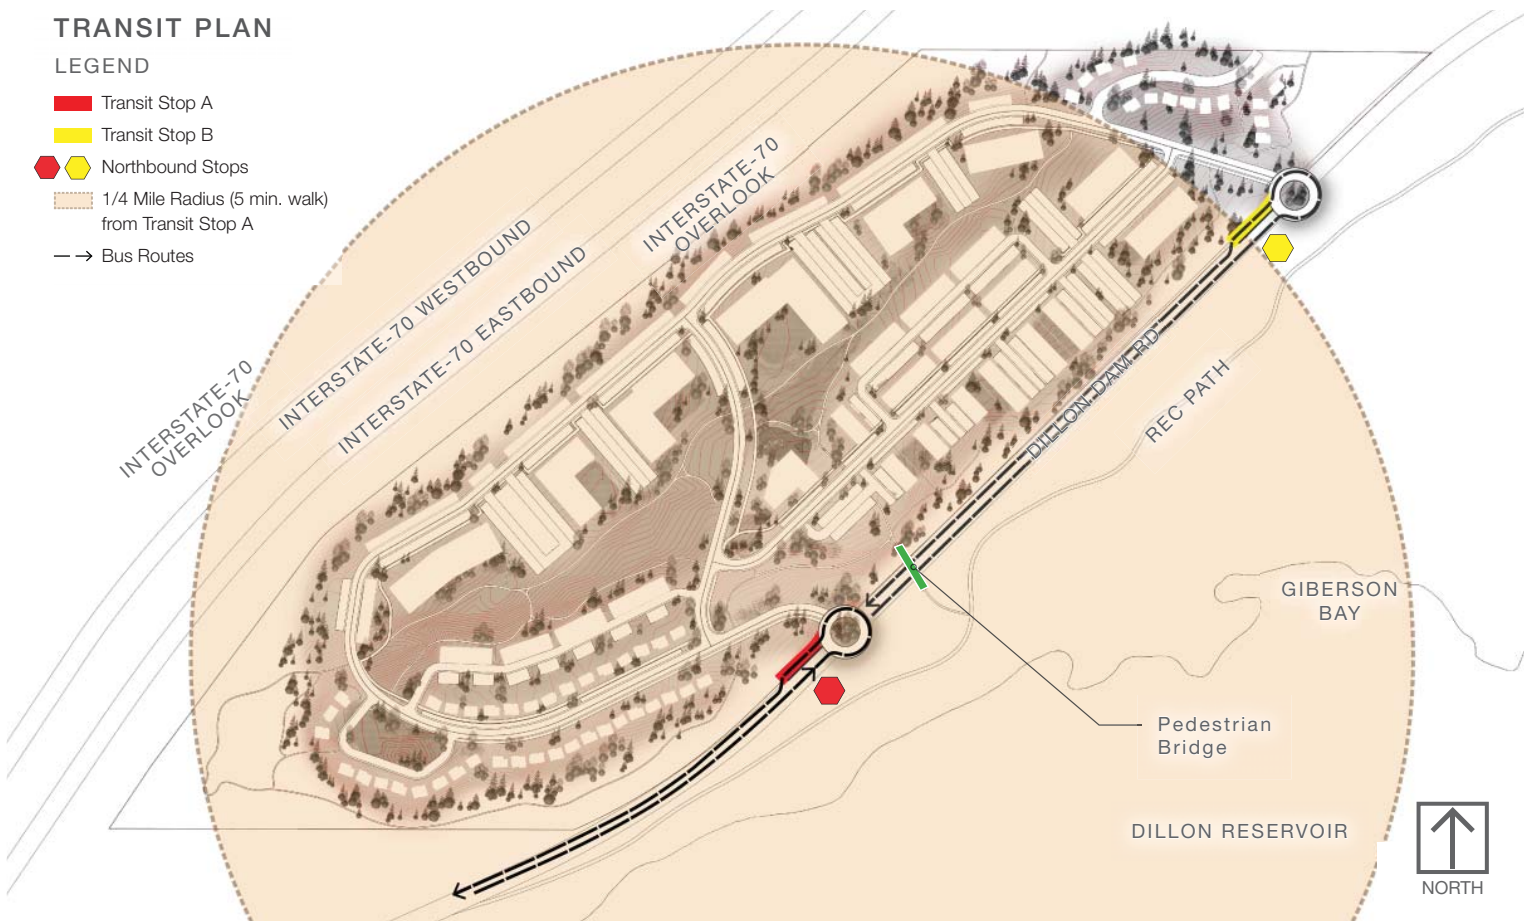 TRANSIT PLAN
LEGEND
Transit Stop A
Transit Stop B
Northbound Stops
1/4 Mile Radius (5 min. walk)
from Transit Stop A
Bus Routes
INTERSTATE-70
OVERLOOK
INTERSTATE-70 WESTBOUND
INTERSTATE-70 EASTBOUND
INTERSTATE-70
OVERLOOK
DILLON DAM RD
REC PATH
GIBERSON
BAY
Pedestrian
Bridge
DILLON RESERVOIR
NORTH